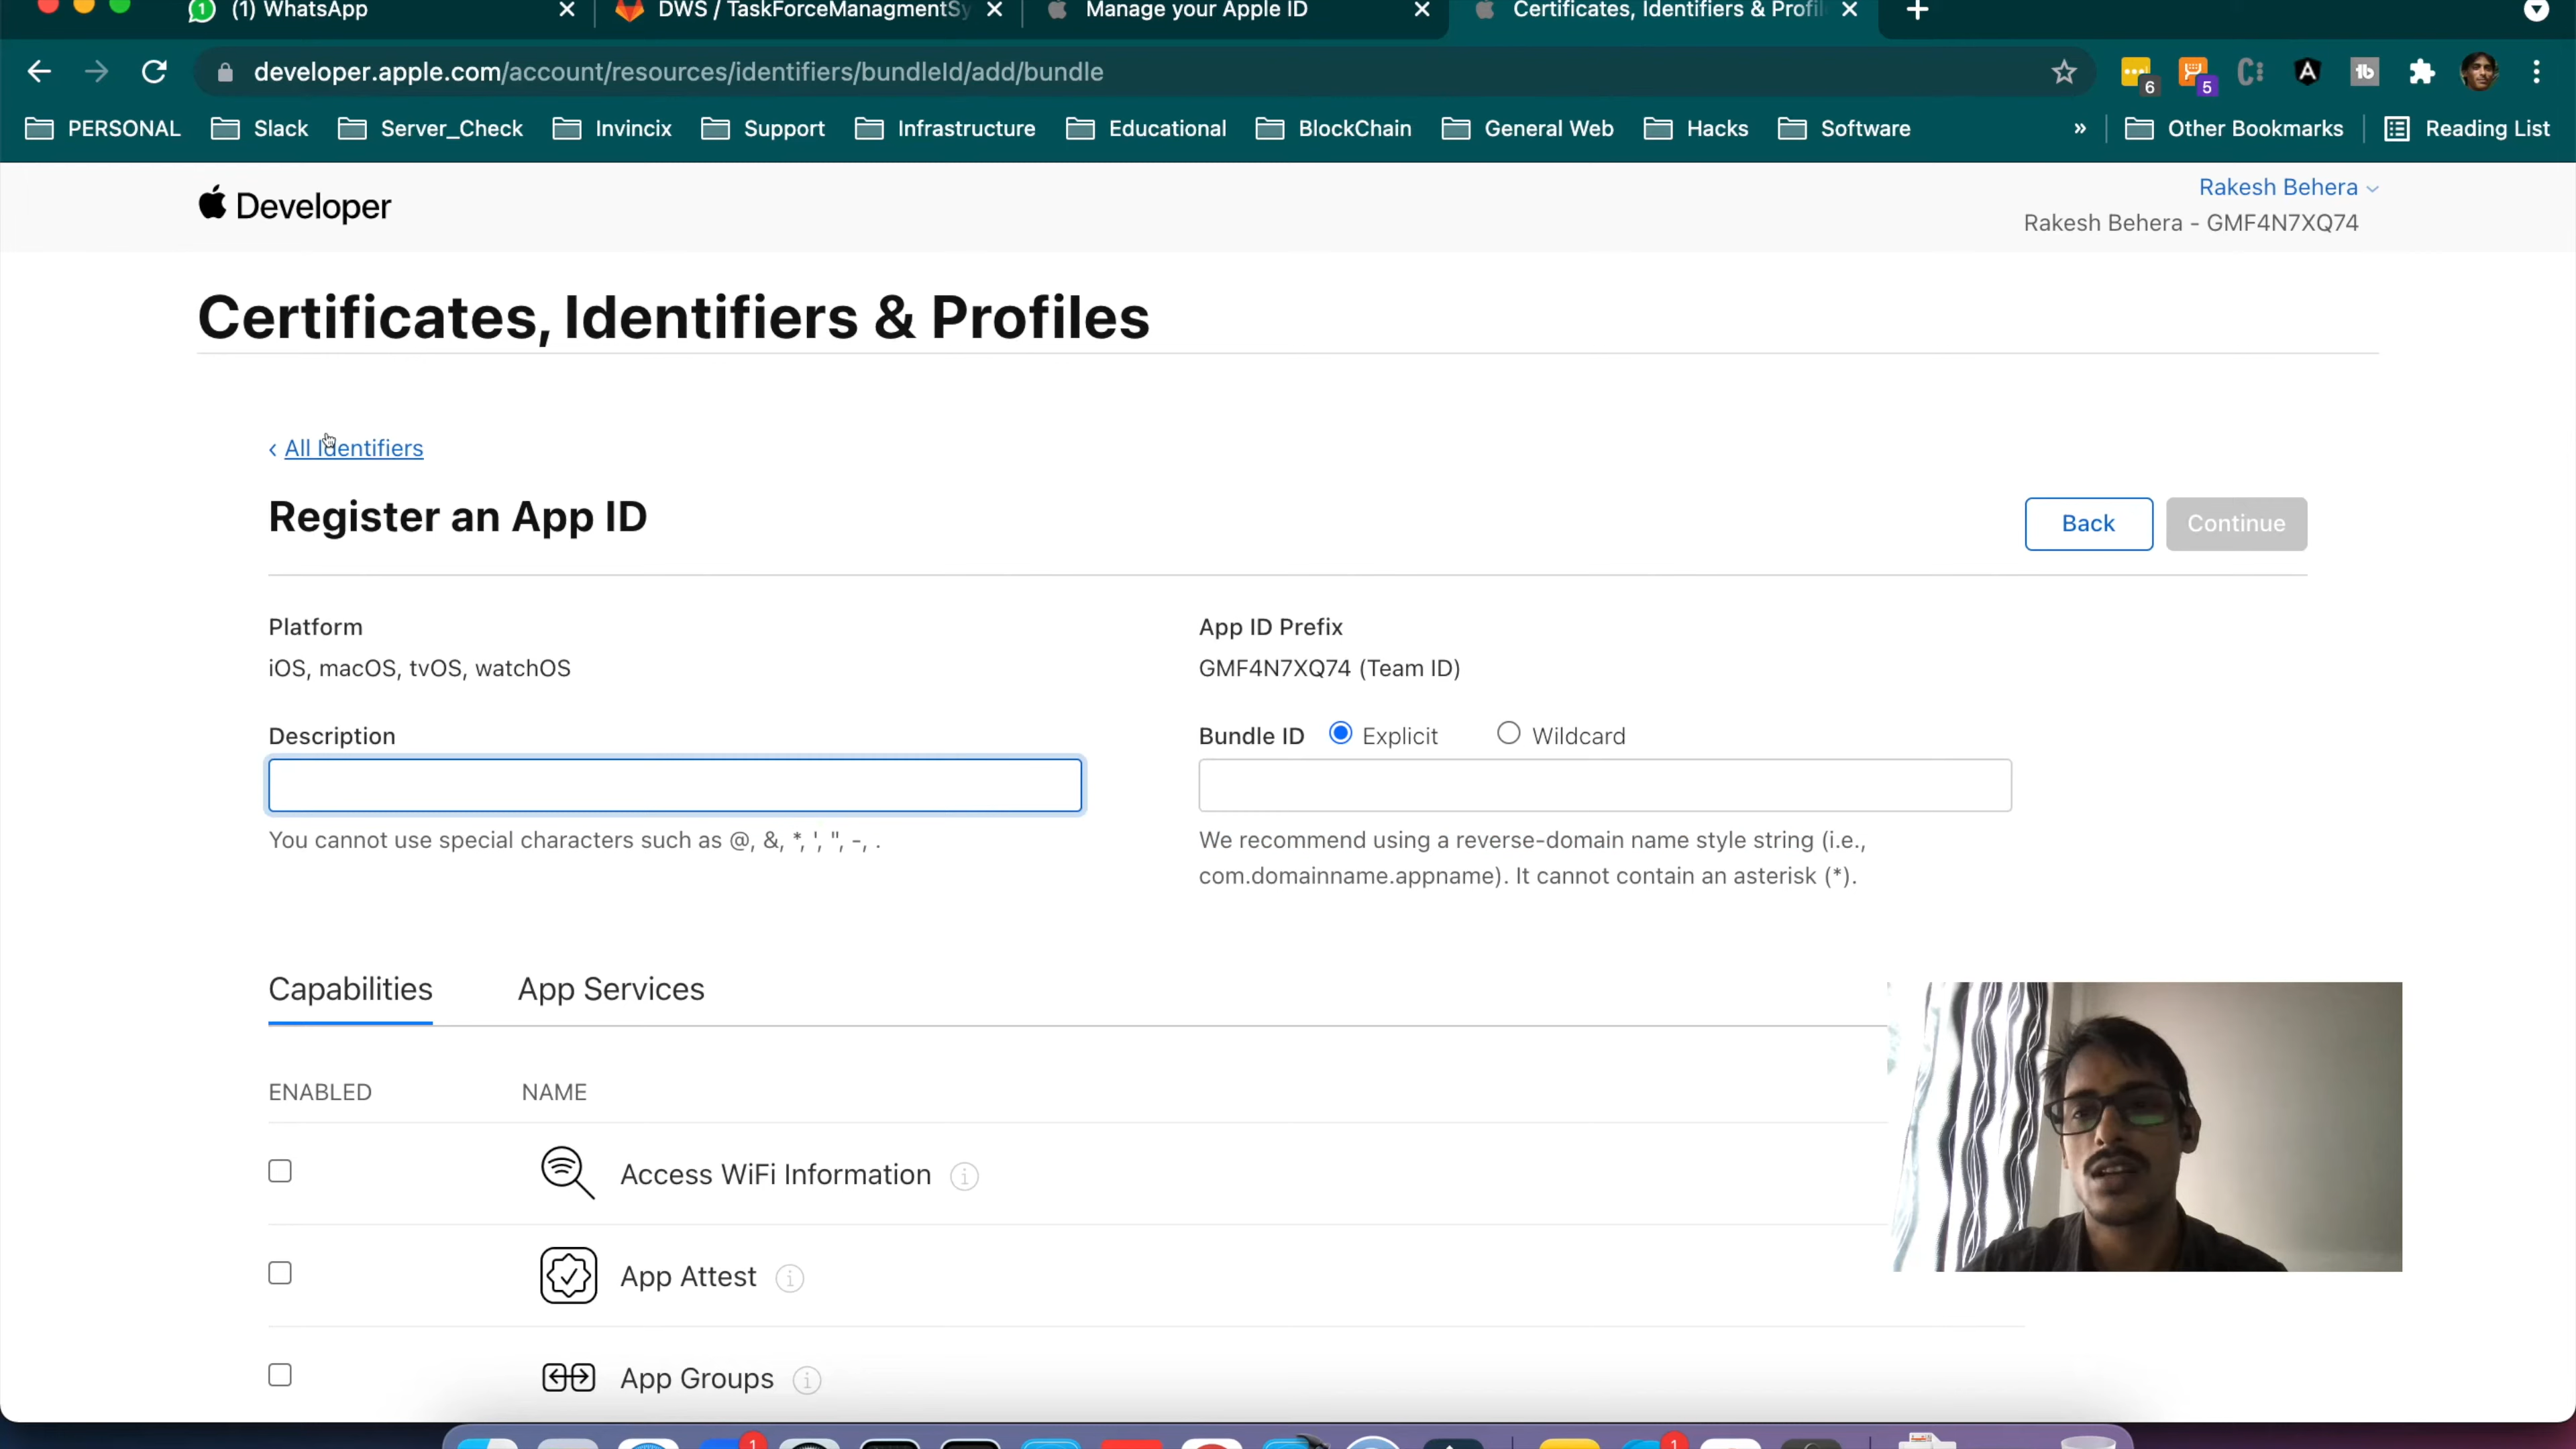 (1) WhatsApp
DWS / TaskForceManagmentSy
Manage your Apple ID
Certificates, Identifiers & Profil
developer.apple.com/account/resources/identifiers/bundleId/add/bundle
6
5
PERSONAL
Slack
Server_Check
Invincix
Support
Infrastructure
Educational
BlockChain
General Web
Hacks
Software
»
Other Bookmarks
Reading List
Developer
Rakesh Behera
Rakesh Behera - GMF4N7XQ74
Certificates, Identifiers & Profiles
‹ All Identifiers
Register an App ID
Back
Continue
Platform
iOS, macOS, tvOS, watchOS
App ID Prefix
GMF4N7XQ74 (Team ID)
Description
You cannot use special characters such as @, &, *, ', ", -, .
Bundle ID
Explicit
Wildcard
We recommend using a reverse-domain name style string (i.e.,
com.domainname.appname). It cannot contain an asterisk (*).
Capabilities
App Services
ENABLED
NAME
Access WiFi Information
App Attest
App Groups
1
1